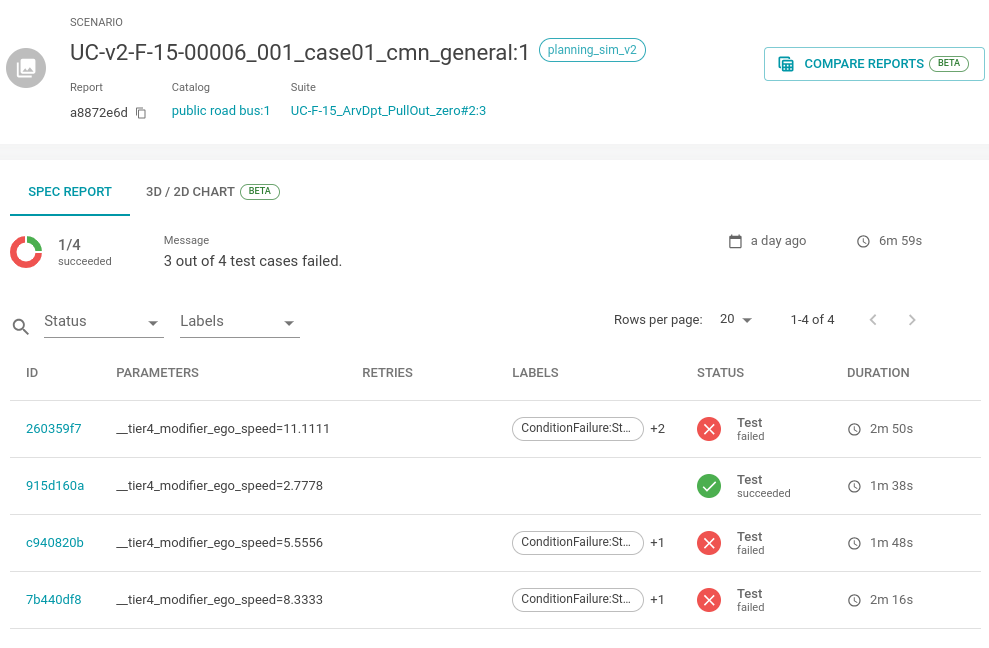 SCENARIO
UC-v2-F-15-00006_001_case01_cmn_general:1 planning_sim_v2
COMPARE REPORTS BETA
Report Catalog Suite
a8872e6d public road bus:1 UC-F-15_ArvDpt_PullOut_zero#2:3
SPEC REPORT 3D / 2D CHART BETA
1/4
succeeded
Message
3 out of 4 test cases failed.
a day ago 6m 59s
Status Labels Rows per page: 20 1-4 of 4
ID PARAMETERS RETRIES LABELS STATUS DURATION
260359f7 __tier4_modifier_ego_speed=11.1111 ConditionFailure:St... +2 Test failed 2m 50s
915d160a __tier4_modifier_ego_speed=2.7778 Test succeeded 1m 38s
c940820b __tier4_modifier_ego_speed=5.5556 ConditionFailure:St... +1 Test failed 1m 48s
7b440df8 __tier4_modifier_ego_speed=8.3333 ConditionFailure:St... +1 Test failed 2m 16s